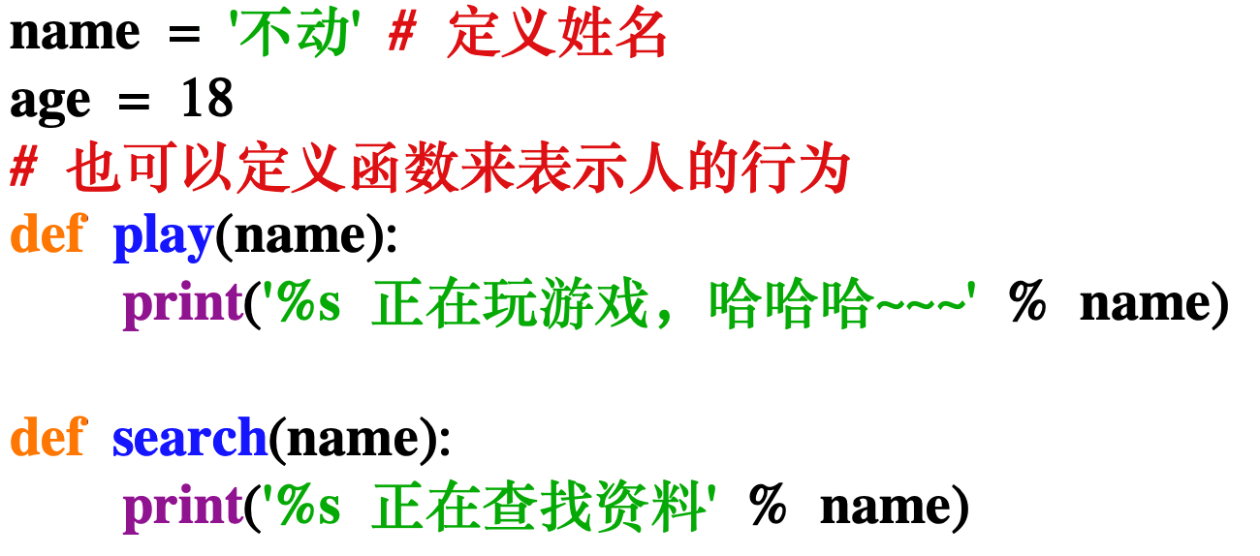 name = '不动' # 定义姓名
age = 18
# 也可以定义函数来表示人的行为
def play(name):
    print('%s 正在玩游戏，哈哈哈~~~' % name)
def search(name):
    print('%s 正在查找资料' % name)